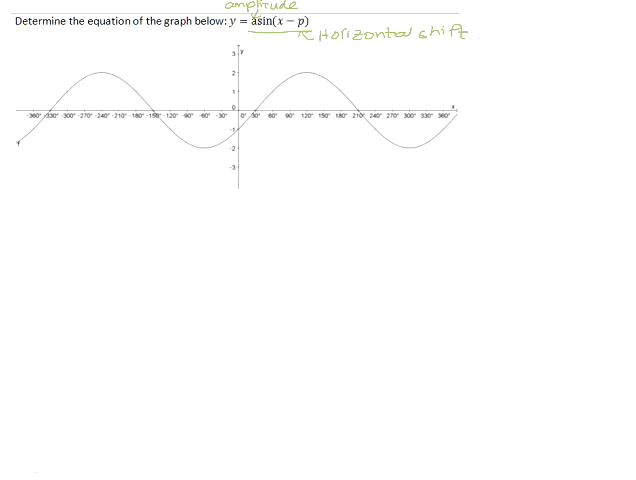 amplitude
Determine the equation of the graph below: y = asin(x − p)
Horizontal shift
y
3
2
1
0
x
-360° -330° -300° -270° -240° -210° -180° -150° -120° -90° -60° -30° 0° 30° 60° 90° 120° 150° 180° 210° 240° 270° 300° 330° 360°
-1
f
-2
-3